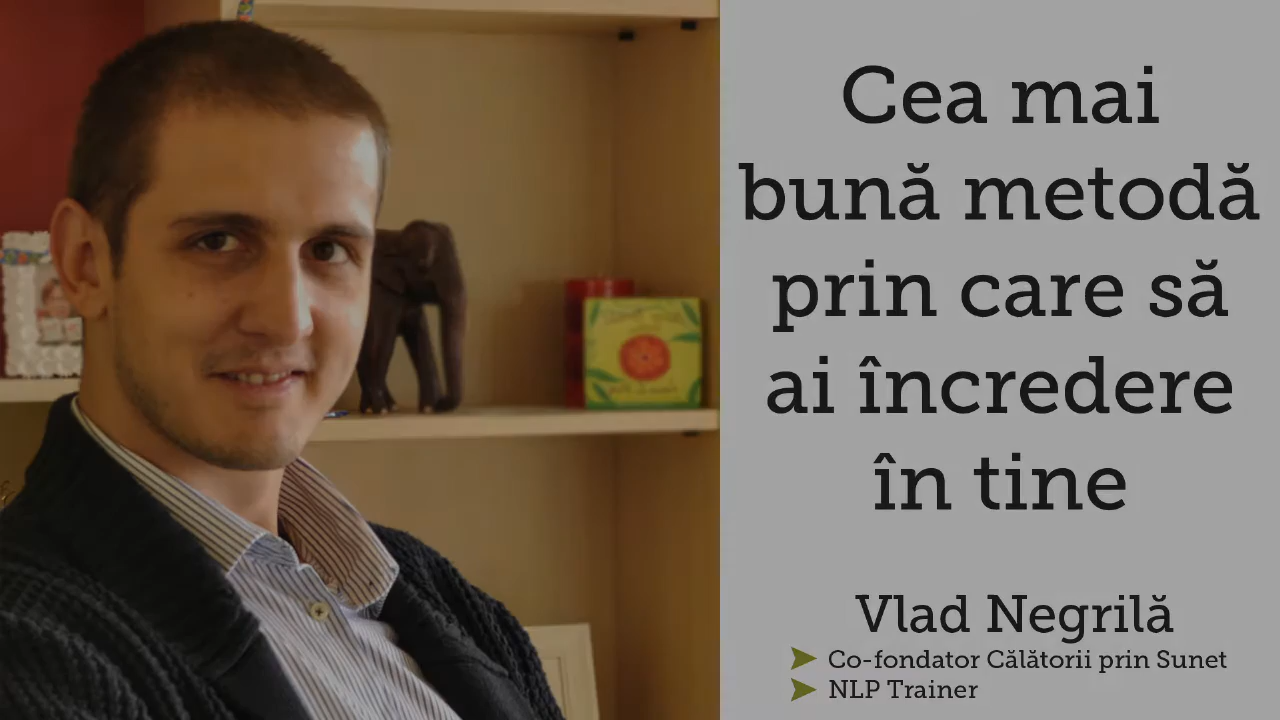 Cea mai
bună metodă
prin care să
ai încredere
în tine
Vlad Negrilă
Co-fondator Călătorii prin Sunet
NLP Trainer